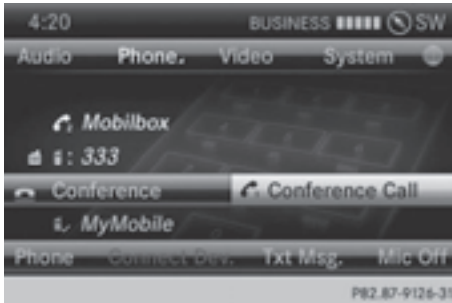 4:20 BUSINESS SW
Audio Phone. Video System
Mobilbox
: 333
Conference Conference Call
MyMobile
Phone Connect Dev. Txt Msg. Mic Off
P82.87-9126-31